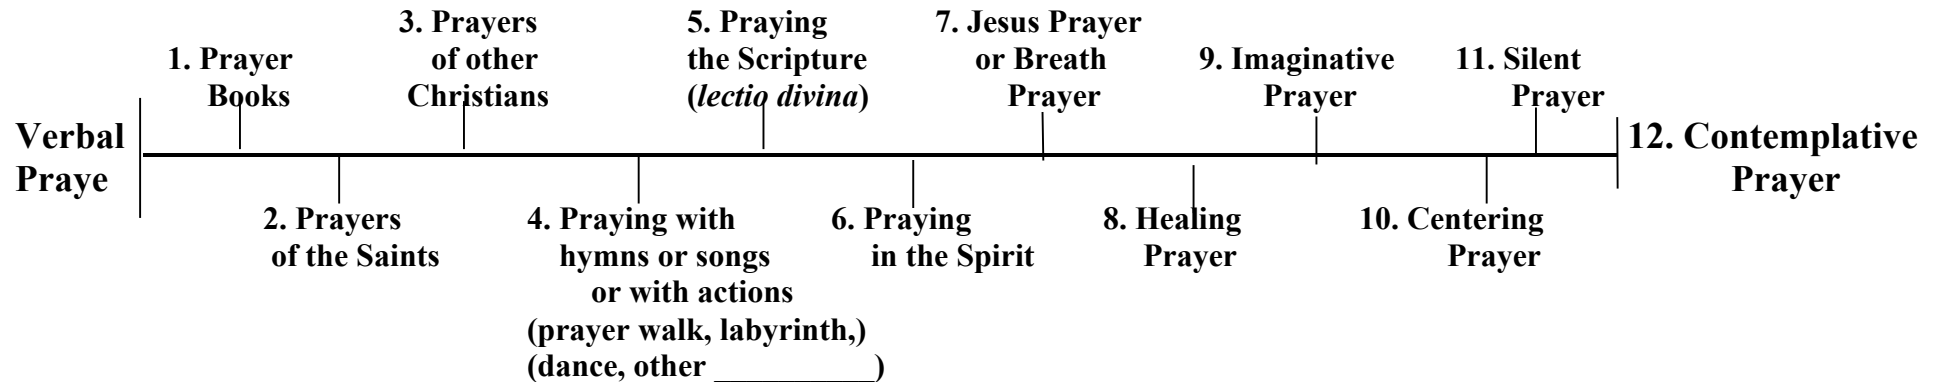 Verbal
Praye
1. Prayer
Books
2. Prayers
of the Saints
3. Prayers
of other
Christians
4. Praying with
hymns or songs
or with actions
(prayer walk, labyrinth,)
(dance, other __________)
5. Praying
the Scripture
(lectio divina)
6. Praying
in the Spirit
7. Jesus Prayer
or Breath
Prayer
8. Healing
Prayer
9. Imaginative
Prayer
10. Centering
Prayer
11. Silent
Prayer
12. Contemplative
Prayer